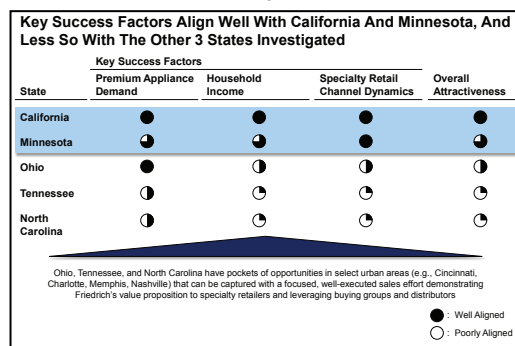 Key Success Factors Align Well With California And Minnesota, And
Less So With The Other 3 States Investigated
Key Success Factors
State
Premium Appliance
Demand
Household
Income
Specialty Retail
Channel Dynamics
Overall
Attractiveness
California
Minnesota
Ohio
Tennessee
North
Carolina
Ohio, Tennessee, and North Carolina have pockets of opportunities in select urban areas (e.g., Cincinnati,
Charlotte, Memphis, Nashville) that can be captured with a focused, well-executed sales effort demonstrating
Friedrich's value proposition to specialty retailers and leveraging buying groups and distributors
: Well Aligned
: Poorly Aligned